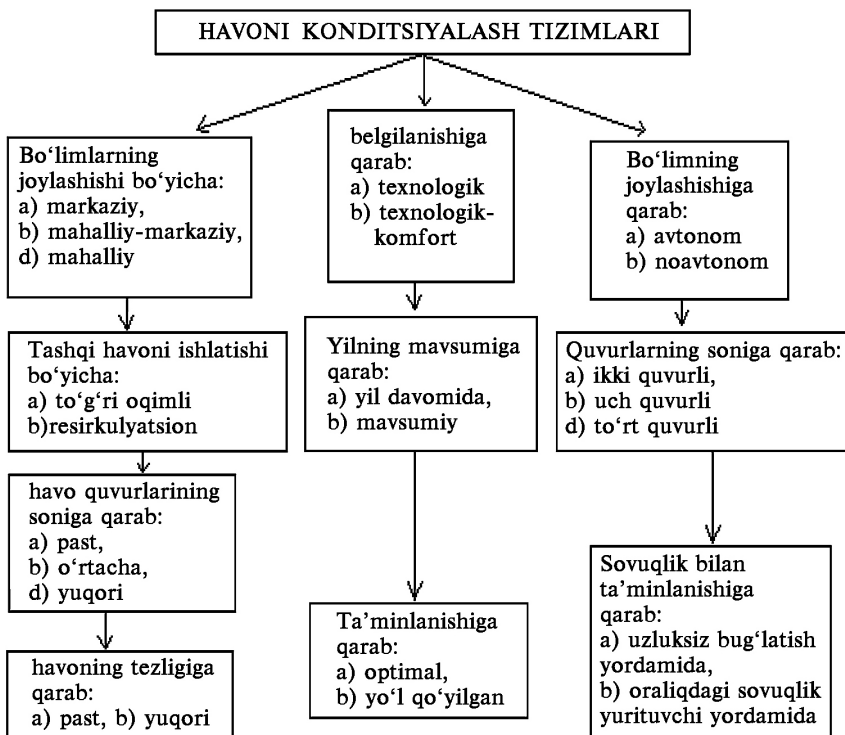 HAVONI KONDITSIYALASH TIZIMLARI
Bo‘limlarning
joylashishi bo‘yicha:
a) markaziy,
b) mahalliy-markaziy,
d) mahalliy
belgilanishiga
qarab:
a) texnologik
b) texnologik-
komfort
Bo‘limning
joylashishiga
qarab:
a) avtonom
b) noavtonom
Tashqi havoni ishlatishi
bo‘yicha:
a) to‘g‘ri oqimli
b)resirkulyatsion
Yilning mavsumiga
qarab:
a) yil davomida,
b) mavsumiy
Quvurlarning soniga qarab:
a) ikki quvurli,
b) uch quvurli
d) to‘rt quvurli
havo quvurlarining
soniga qarab:
a) past,
b) o‘rtacha,
d) yuqori
Ta’minlanishiga
qarab:
a) optimal,
b) yo‘l qo‘yilgan
Sovuqlik bilan
ta’minlanishiga
qarab:
a) uzluksiz bug‘latish
yordamida,
b) oraliqdagi sovuqlik
yurituvchi yordamida
havoning tezligiga
qarab:
a) past, b) yuqori